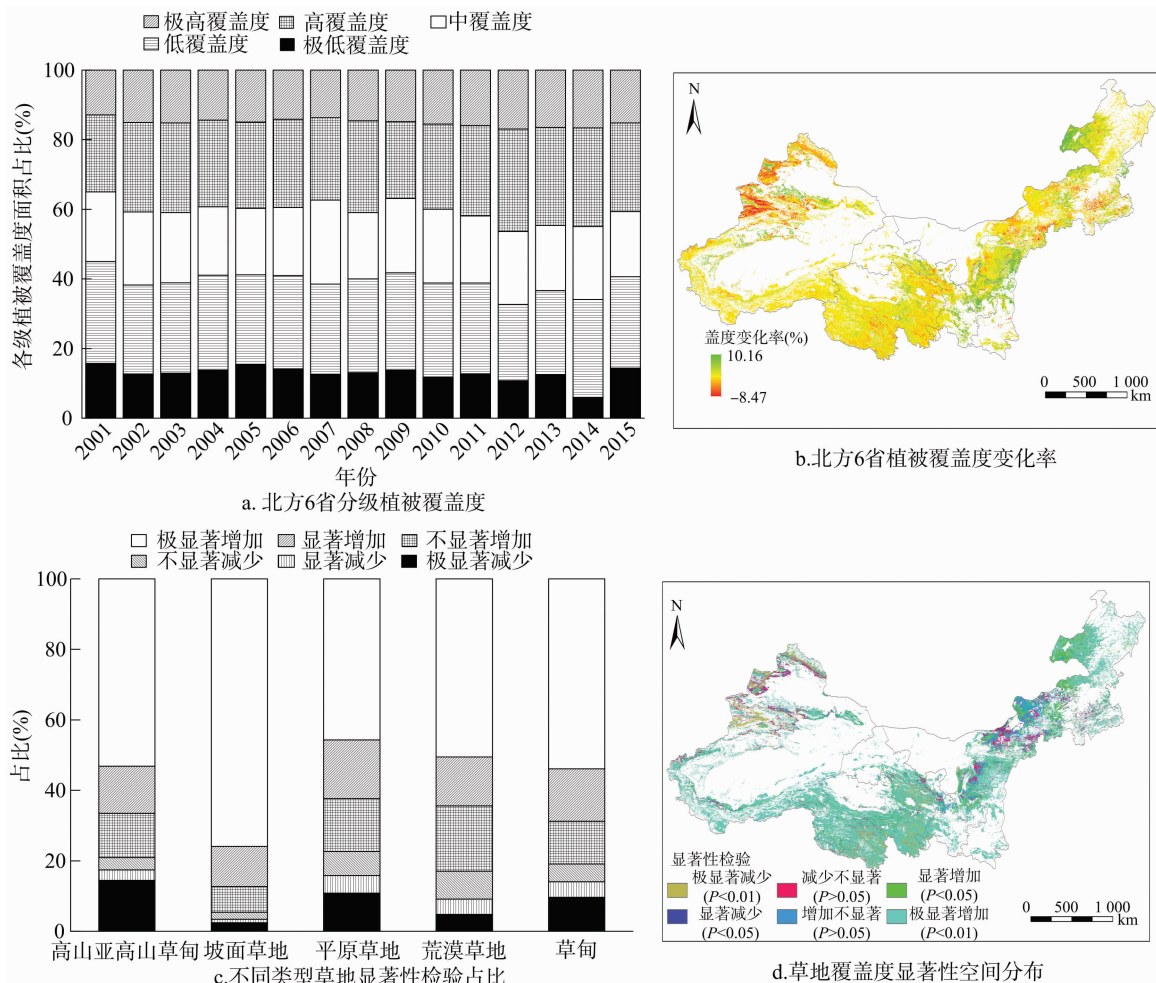 极高覆盖度 高覆盖度 中覆盖度
低覆盖度 极低覆盖度
各级植被覆盖度面积占比(%)
100
80
60
40
20
0
2001 2002 2003 2004 2005 2006 2007 2008 2009 2010 2011 2012 2013 2014 2015
年份
a. 北方6省分级植被覆盖度
N
盖度变化率(%)
10.16
-8.47
0 500 1 000
km
b.北方6省植被覆盖度变化率
极显著增加 显著增加 不显著增加
不显著减少 显著减少 极显著减少
占比(%)
100
80
60
40
20
0
高山亚高山草甸 坡面草地 平原草地 荒漠草地 草甸
c.不同类型草地显著性检验占比
N
显著性检验
极显著减少 减少不显著 显著增加
(P<0.01) (P>0.05) (P<0.05)
显著减少 增加不显著 极显著增加
(P<0.05) (P>0.05) (P<0.01)
0 500 1 000
km
d.草地覆盖度显著性空间分布